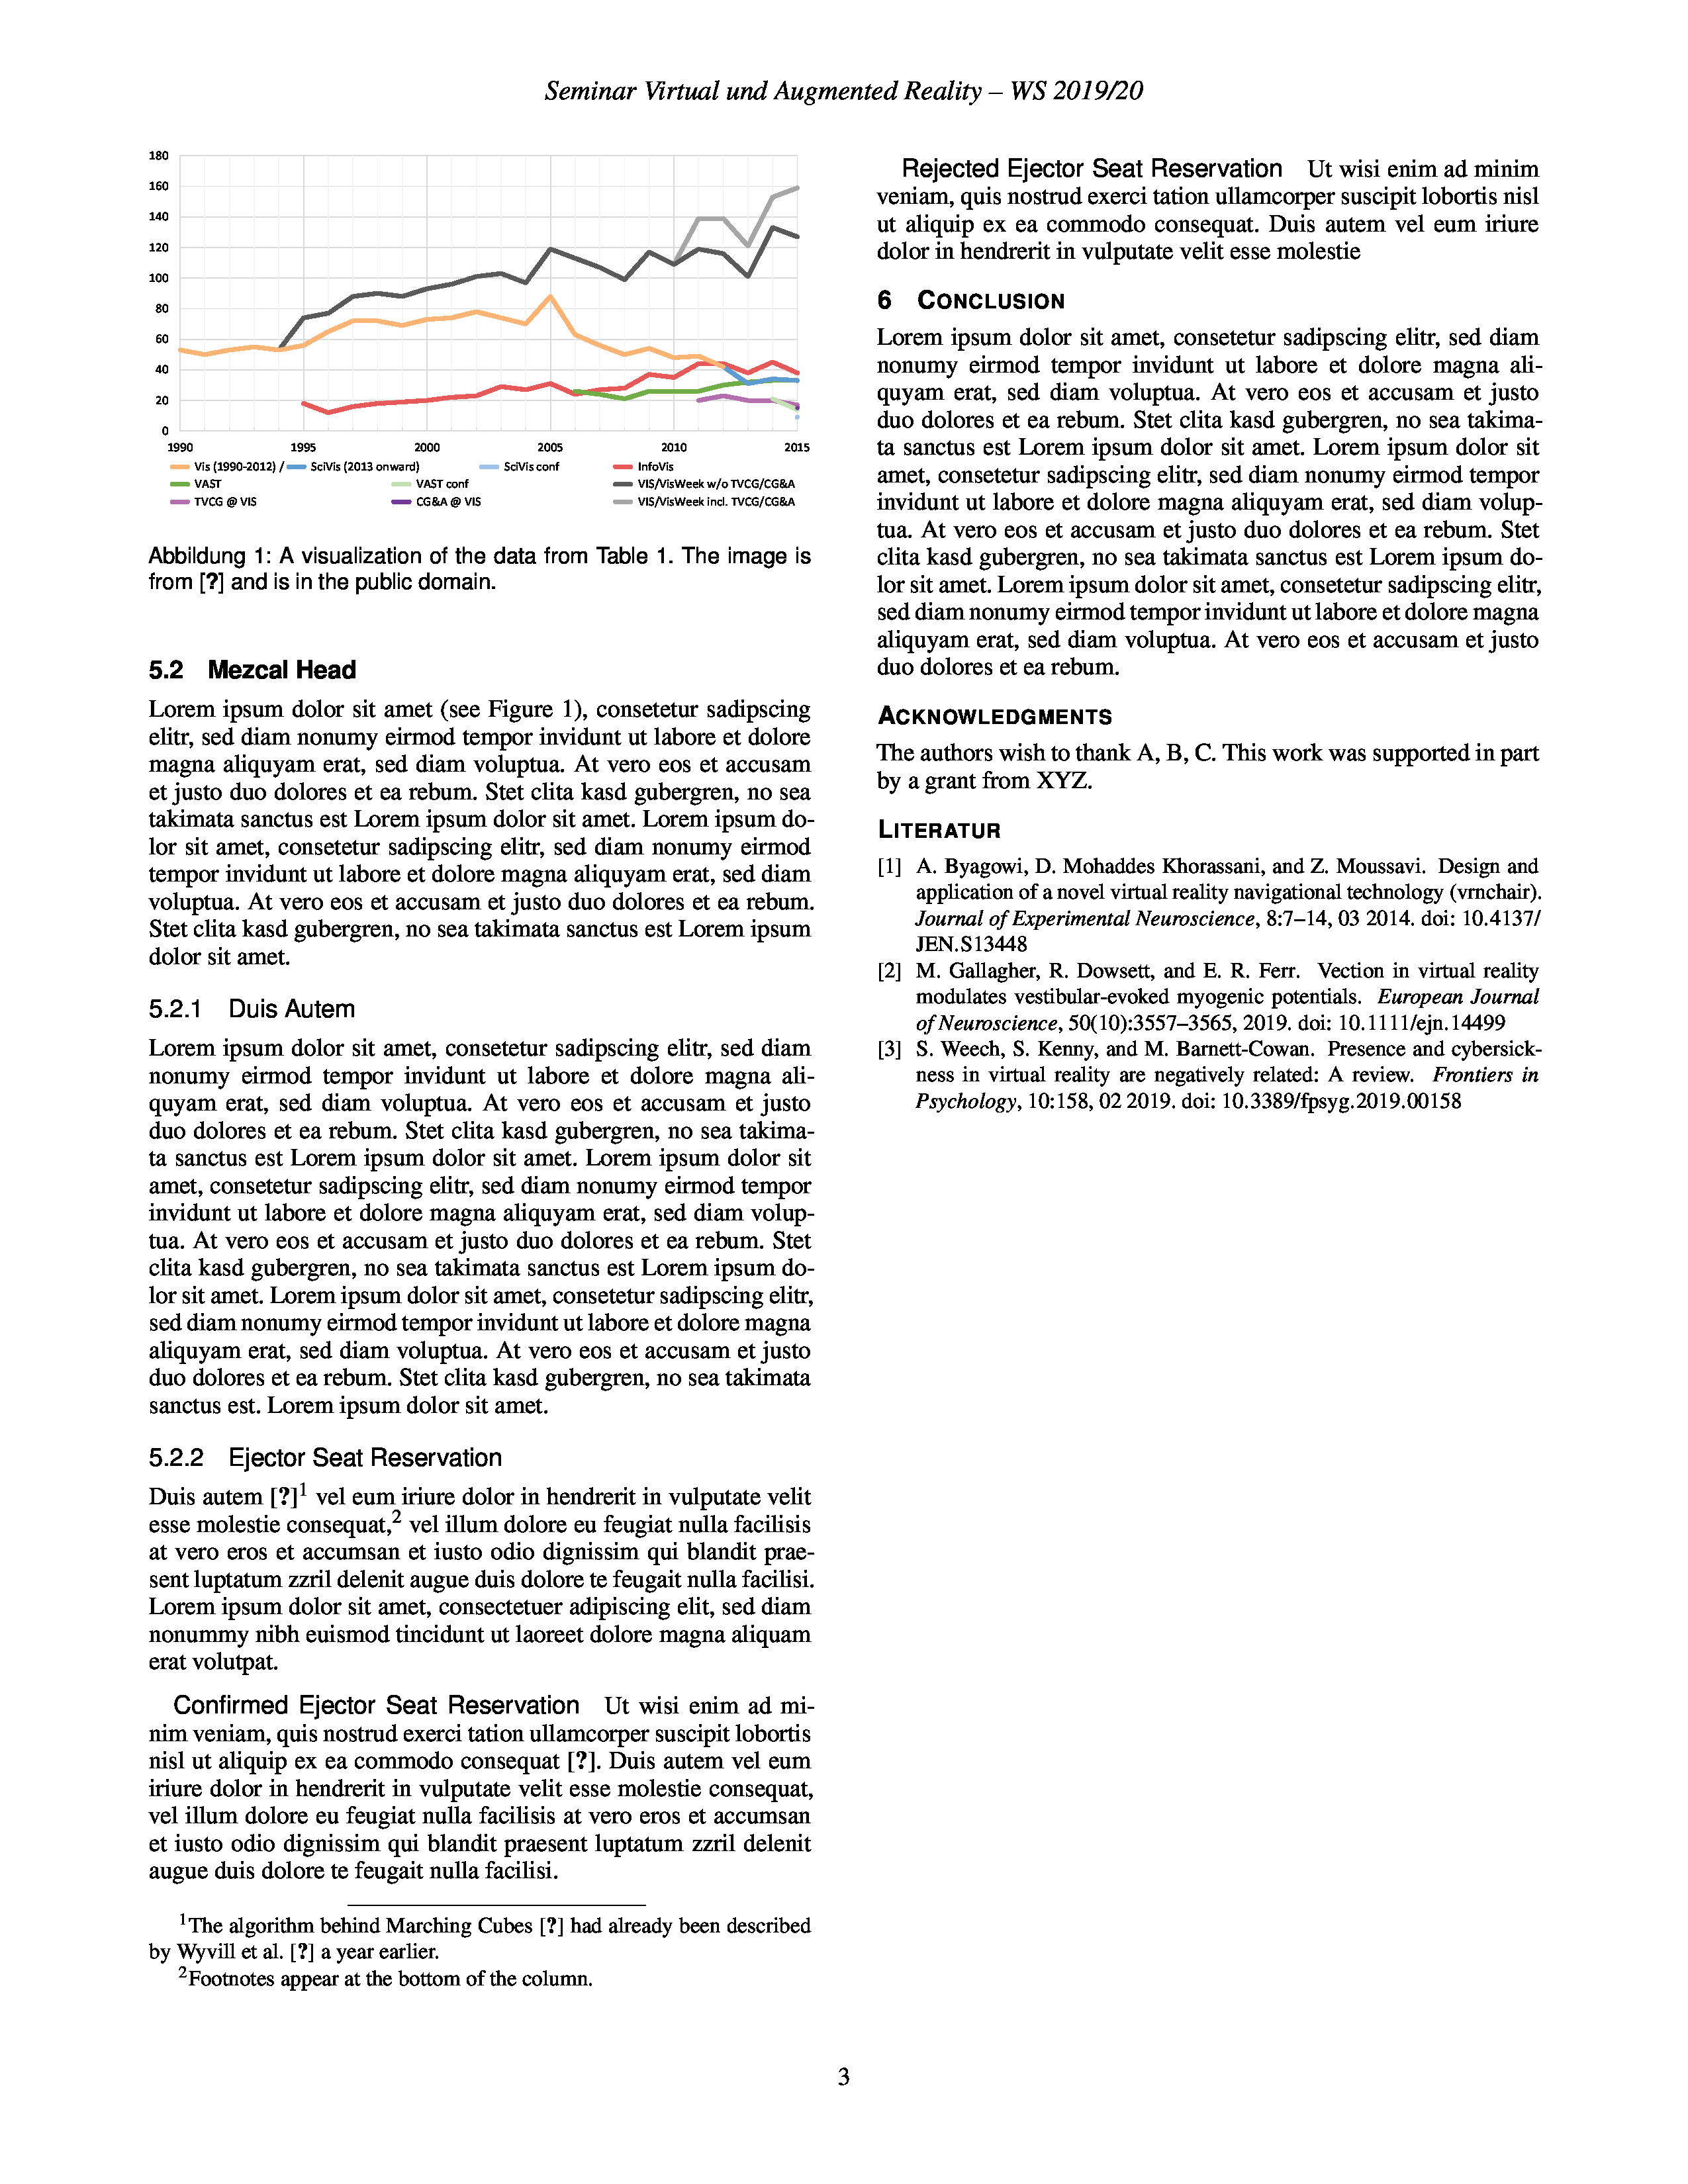 Seminar Virtual und Augmented Reality – WS 2019/20
180
160
140
120
100
80
60
40
20
0
1990 1995 2000 2005 2010 2015
Vis (1990-2012) / SciVis (2013 onward) SciVis conf InfoVis
VAST VAST conf VIS/VisWeek w/o TVCG/CG&A
TVCG @ VIS CG&A @ VIS VIS/VisWeek incl. TVCG/CG&A
Abbildung 1: A visualization of the data from Table 1. The image is
from [?] and is in the public domain.
5.2 Mezcal Head
Lorem ipsum dolor sit amet (see Figure 1), consetetur sadipscing
elitr, sed diam nonumy eirmod tempor invidunt ut labore et dolore
magna aliquyam erat, sed diam voluptua. At vero eos et accusam
et justo duo dolores et ea rebum. Stet clita kasd gubergren, no sea
takimata sanctus est Lorem ipsum dolor sit amet. Lorem ipsum do-
lor sit amet, consetetur sadipscing elitr, sed diam nonumy eirmod
tempor invidunt ut labore et dolore magna aliquyam erat, sed diam
voluptua. At vero eos et accusam et justo duo dolores et ea rebum.
Stet clita kasd gubergren, no sea takimata sanctus est Lorem ipsum
dolor sit amet.
5.2.1 Duis Autem
Lorem ipsum dolor sit amet, consetetur sadipscing elitr, sed diam
nonumy eirmod tempor invidunt ut labore et dolore magna ali-
quyam erat, sed diam voluptua. At vero eos et accusam et justo
duo dolores et ea rebum. Stet clita kasd gubergren, no sea takima-
ta sanctus est Lorem ipsum dolor sit amet. Lorem ipsum dolor sit
amet, consetetur sadipscing elitr, sed diam nonumy eirmod tempor
invidunt ut labore et dolore magna aliquyam erat, sed diam volup-
tua. At vero eos et accusam et justo duo dolores et ea rebum. Stet
clita kasd gubergren, no sea takimata sanctus est Lorem ipsum do-
lor sit amet. Lorem ipsum dolor sit amet, consetetur sadipscing elitr,
sed diam nonumy eirmod tempor invidunt ut labore et dolore magna
aliquyam erat, sed diam voluptua. At vero eos et accusam et justo
duo dolores et ea rebum. Stet clita kasd gubergren, no sea takimata
sanctus est. Lorem ipsum dolor sit amet.
5.2.2 Ejector Seat Reservation
Duis autem [?]1 vel eum iriure dolor in hendrerit in vulputate velit
esse molestie consequat,2 vel illum dolore eu feugiat nulla facilisis
at vero eros et accumsan et iusto odio dignissim qui blandit prae-
sent luptatum zzril delenit augue duis dolore te feugait nulla facilisi.
Lorem ipsum dolor sit amet, consectetuer adipiscing elit, sed diam
nonummy nibh euismod tincidunt ut laoreet dolore magna aliquam
erat volutpat.
Confirmed Ejector Seat Reservation Ut wisi enim ad mi-
nim veniam, quis nostrud exerci tation ullamcorper suscipit lobortis
nisl ut aliquip ex ea commodo consequat [?]. Duis autem vel eum
iriure dolor in hendrerit in vulputate velit esse molestie consequat,
vel illum dolore eu feugiat nulla facilisis at vero eros et accumsan
et iusto odio dignissim qui blandit praesent luptatum zzril delenit
augue duis dolore te feugait nulla facilisi.
1The algorithm behind Marching Cubes [?] had already been described
by Wyvill et al. [?] a year earlier.
2Footnotes appear at the bottom of the column.
Rejected Ejector Seat Reservation Ut wisi enim ad minim
veniam, quis nostrud exerci tation ullamcorper suscipit lobortis nisl
ut aliquip ex ea commodo consequat. Duis autem vel eum iriure
dolor in hendrerit in vulputate velit esse molestie
6 CONCLUSION
Lorem ipsum dolor sit amet, consetetur sadipscing elitr, sed diam
nonumy eirmod tempor invidunt ut labore et dolore magna ali-
quyam erat, sed diam voluptua. At vero eos et accusam et justo
duo dolores et ea rebum. Stet clita kasd gubergren, no sea takima-
ta sanctus est Lorem ipsum dolor sit amet. Lorem ipsum dolor sit
amet, consetetur sadipscing elitr, sed diam nonumy eirmod tempor
invidunt ut labore et dolore magna aliquyam erat, sed diam volup-
tua. At vero eos et accusam et justo duo dolores et ea rebum. Stet
clita kasd gubergren, no sea takimata sanctus est Lorem ipsum do-
lor sit amet. Lorem ipsum dolor sit amet, consetetur sadipscing elitr,
sed diam nonumy eirmod tempor invidunt ut labore et dolore magna
aliquyam erat, sed diam voluptua. At vero eos et accusam et justo
duo dolores et ea rebum.
ACKNOWLEDGMENTS
The authors wish to thank A, B, C. This work was supported in part
by a grant from XYZ.
LITERATUR
[1] A. Byagowi, D. Mohaddes Khorassani, and Z. Moussavi. Design and
application of a novel virtual reality navigational technology (vrnchair).
Journal of Experimental Neuroscience, 8:7–14, 03 2014. doi: 10.4137/
JEN.S13448
[2] M. Gallagher, R. Dowsett, and E. R. Ferr. Vection in virtual reality
modulates vestibular-evoked myogenic potentials. European Journal
of Neuroscience, 50(10):3557–3565, 2019. doi: 10.1111/ejn.14499
[3] S. Weech, S. Kenny, and M. Barnett-Cowan. Presence and cybersick-
ness in virtual reality are negatively related: A review. Frontiers in
Psychology, 10:158, 02 2019. doi: 10.3389/fpsyg.2019.00158
3